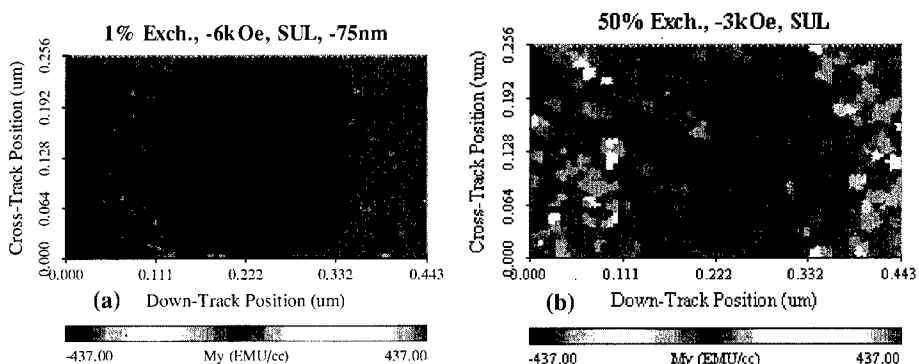 1% Exch., -6kOe, SUL, -75nm
Cross-Track Position (um)
0.256
0.192
0.128
0.064
0.000
0.000 0.111 0.222 0.332 0.443
(a) Down-Track Position (um)
-437.00 My (EMU/cc) 437.00
50% Exch., -3kOe, SUL
Cross-Track Position (um)
0.256
0.192
0.128
0.064
0.000
0.000 0.111 0.222 0.332 0.443
(b) Down-Track Position (um)
-437.00 My (EMU/cc) 437.00